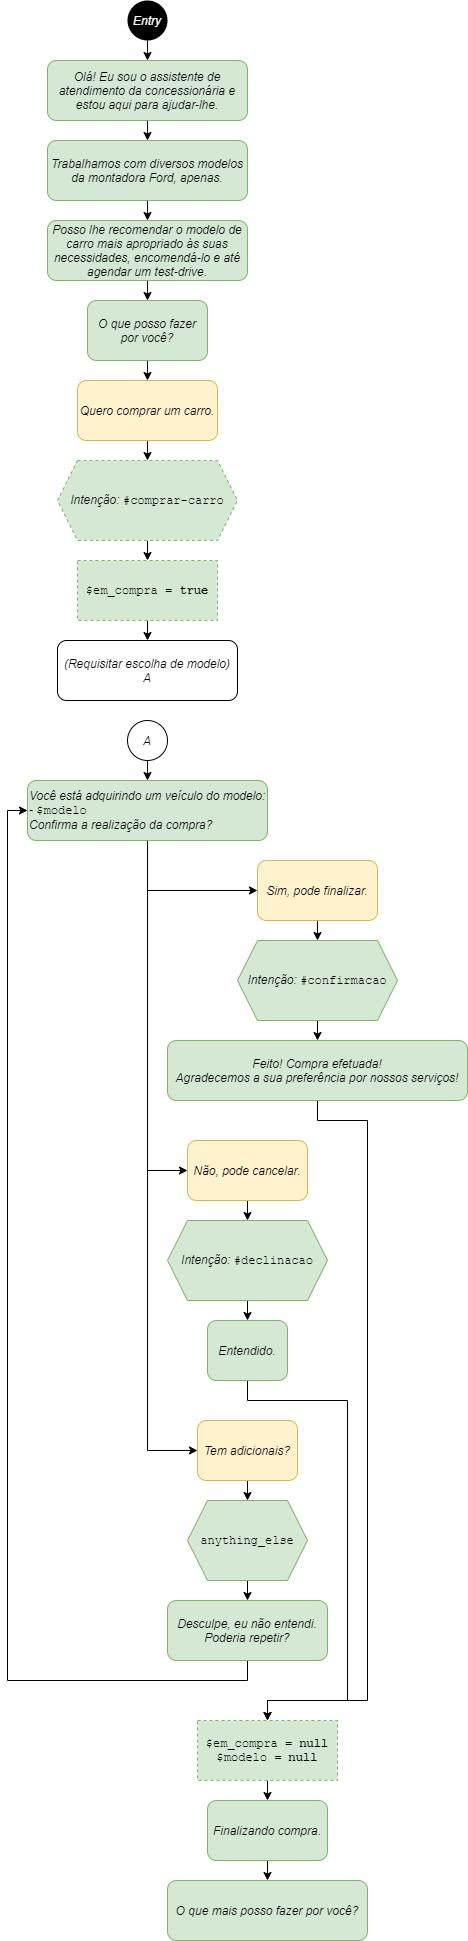 Entry
Olá! Eu sou o assistente de
atendimento da concessionária e
estou aqui para ajudar-lhe.
Trabalhamos com diversos modelos
da montadora Ford, apenas.
Posso lhe recomendar o modelo de
carro mais apropriado às suas
necessidades, encomendá-lo e até
agendar um test-drive.
O que posso fazer
por você?
Quero comprar um carro.
Intenção: #comprar-carro
$em_compra = true
(Requisitar escolha de modelo)
A
A
Você está adquirindo um veículo do modelo:
- $modelo
Confirma a realização da compra?
Sim, pode finalizar.
Intenção: #confirmacao
Feito! Compra efetuada!
Agradecemos a sua preferência por nossos serviços!
Não, pode cancelar.
Intenção: #declinacao
Entendido.
Tem adicionais?
anything_else
Desculpe, eu não entendi.
Poderia repetir?
$em_compra = null
$modelo = null
Finalizando compra.
O que mais posso fazer por você?